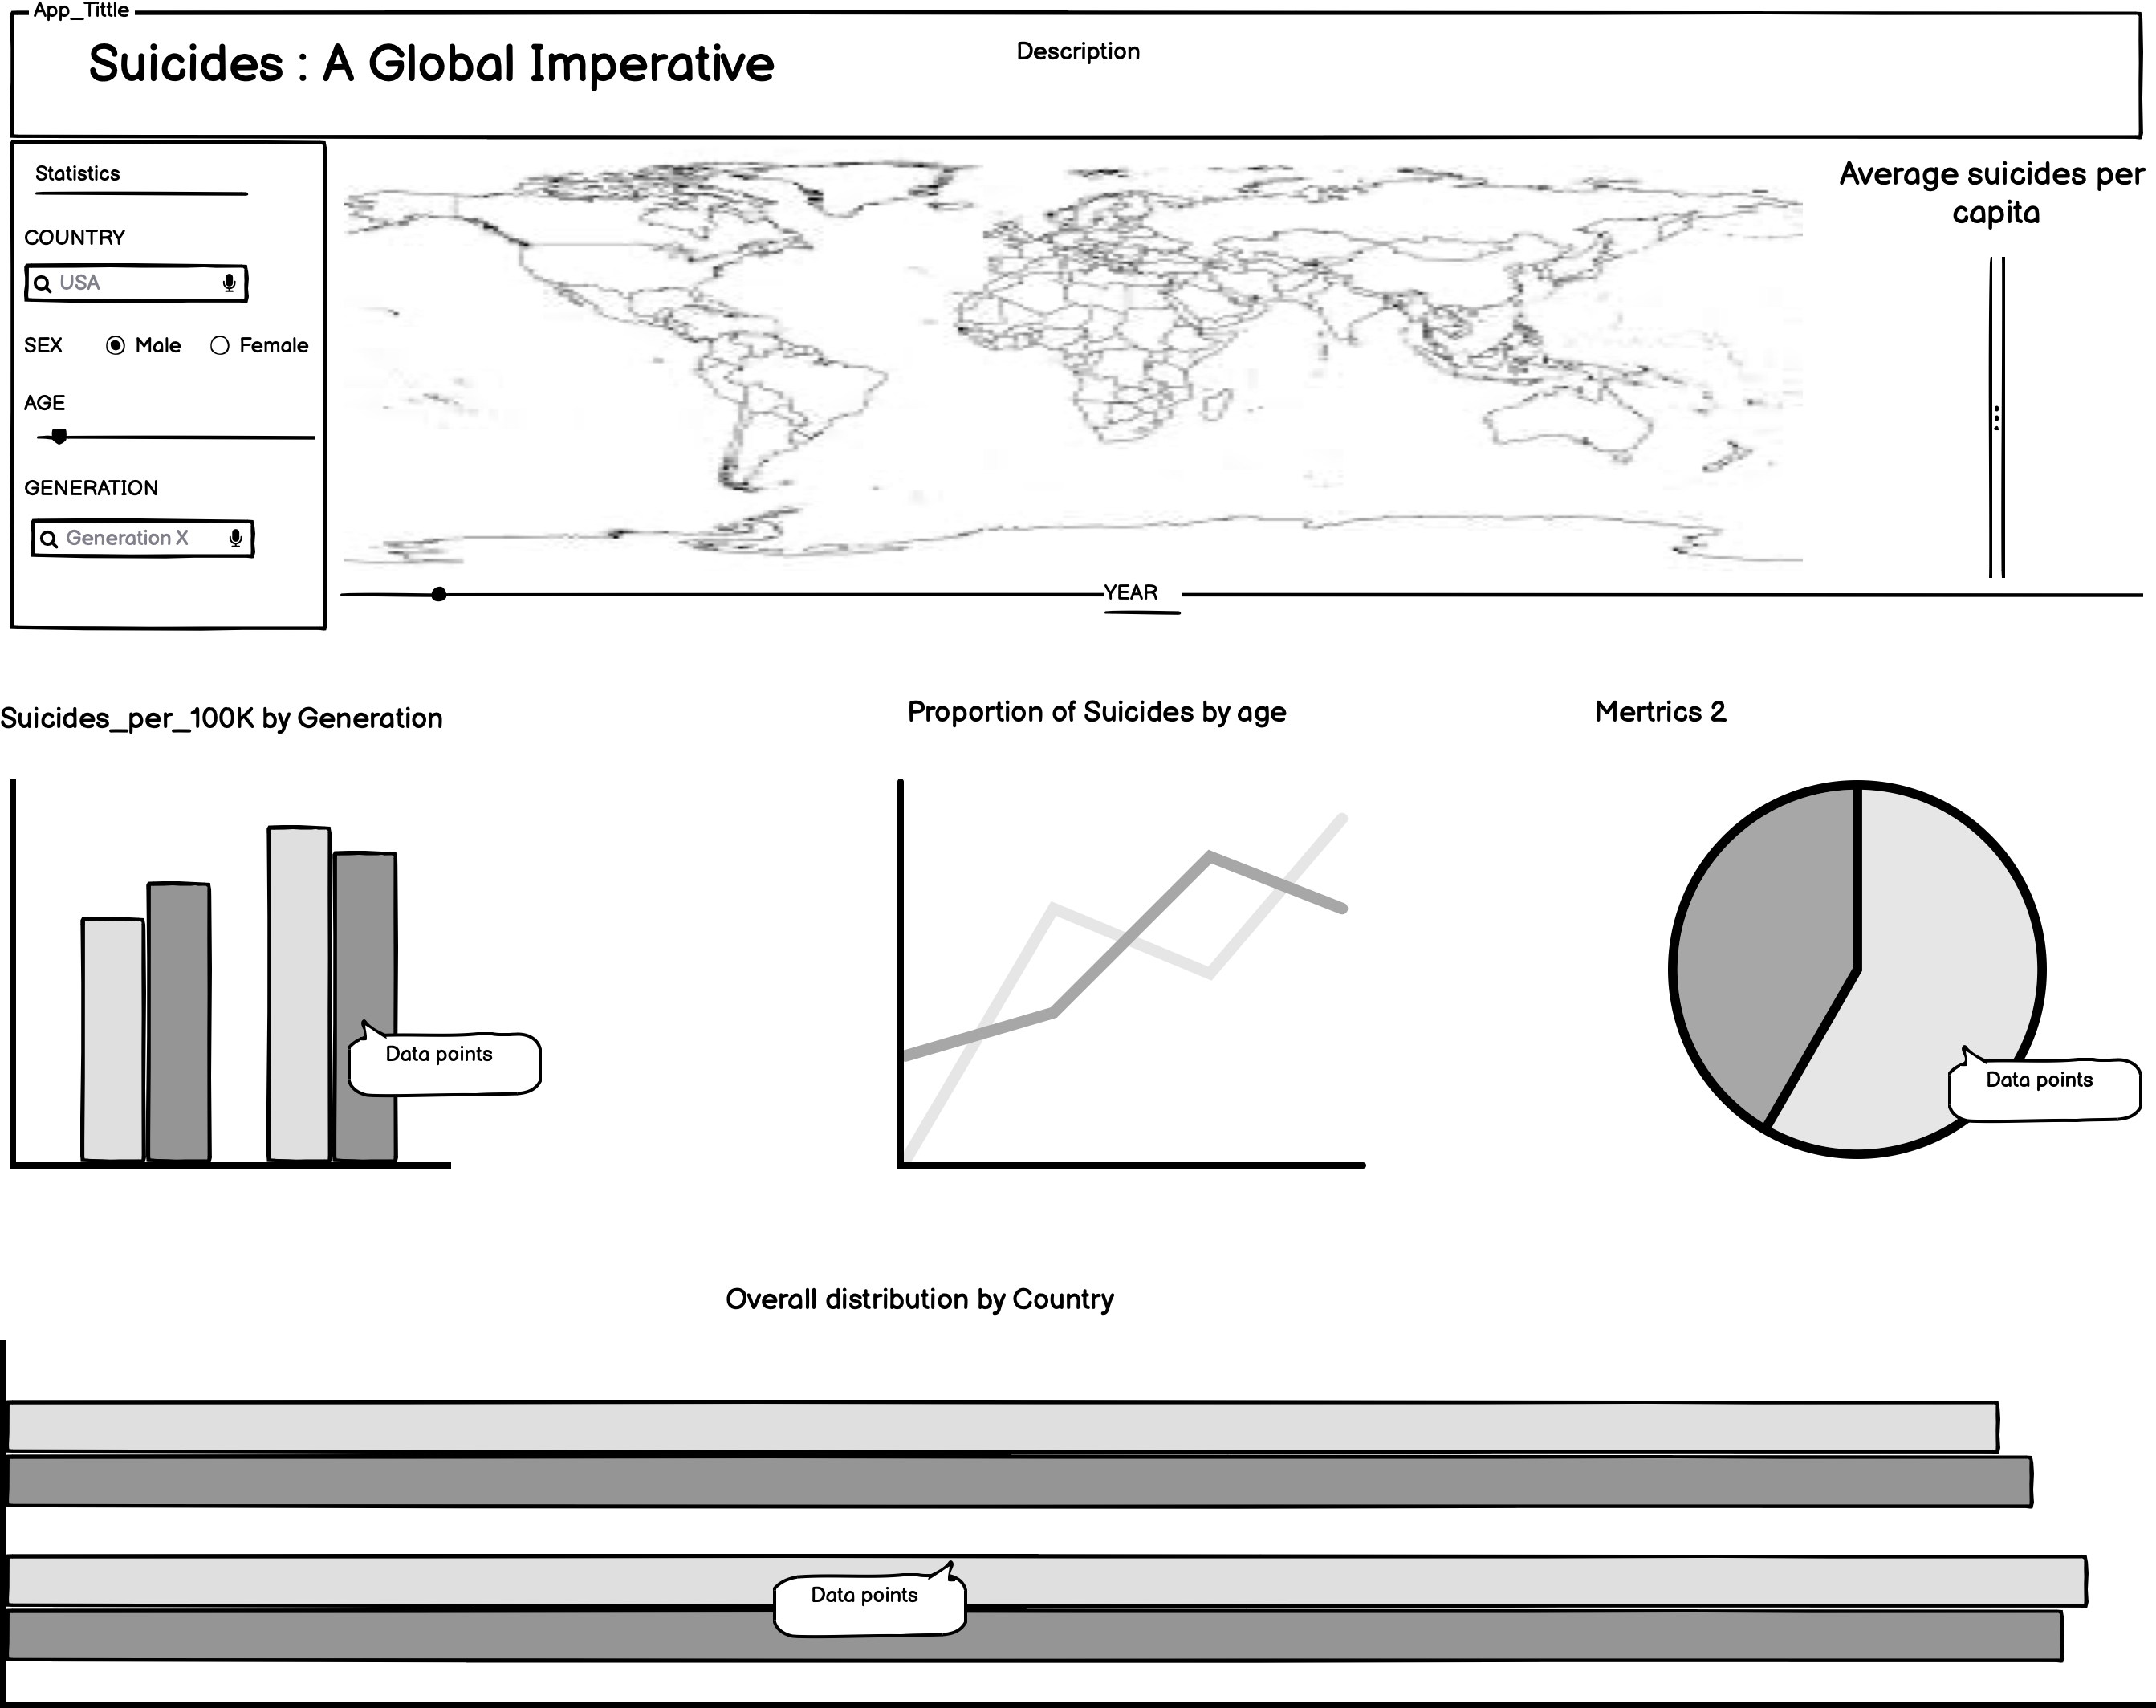 App_Tittle
Suicides : A Global Imperative
Description
Statistics
COUNTRY
USA
SEX Male Female
AGE
GENERATION
Generation X
Average suicides per
capita
YEAR
Suicides_per_100K by Generation
Proportion of Suicides by age
Mertrics 2
Data points
Data points
Overall distribution by Country
Data points